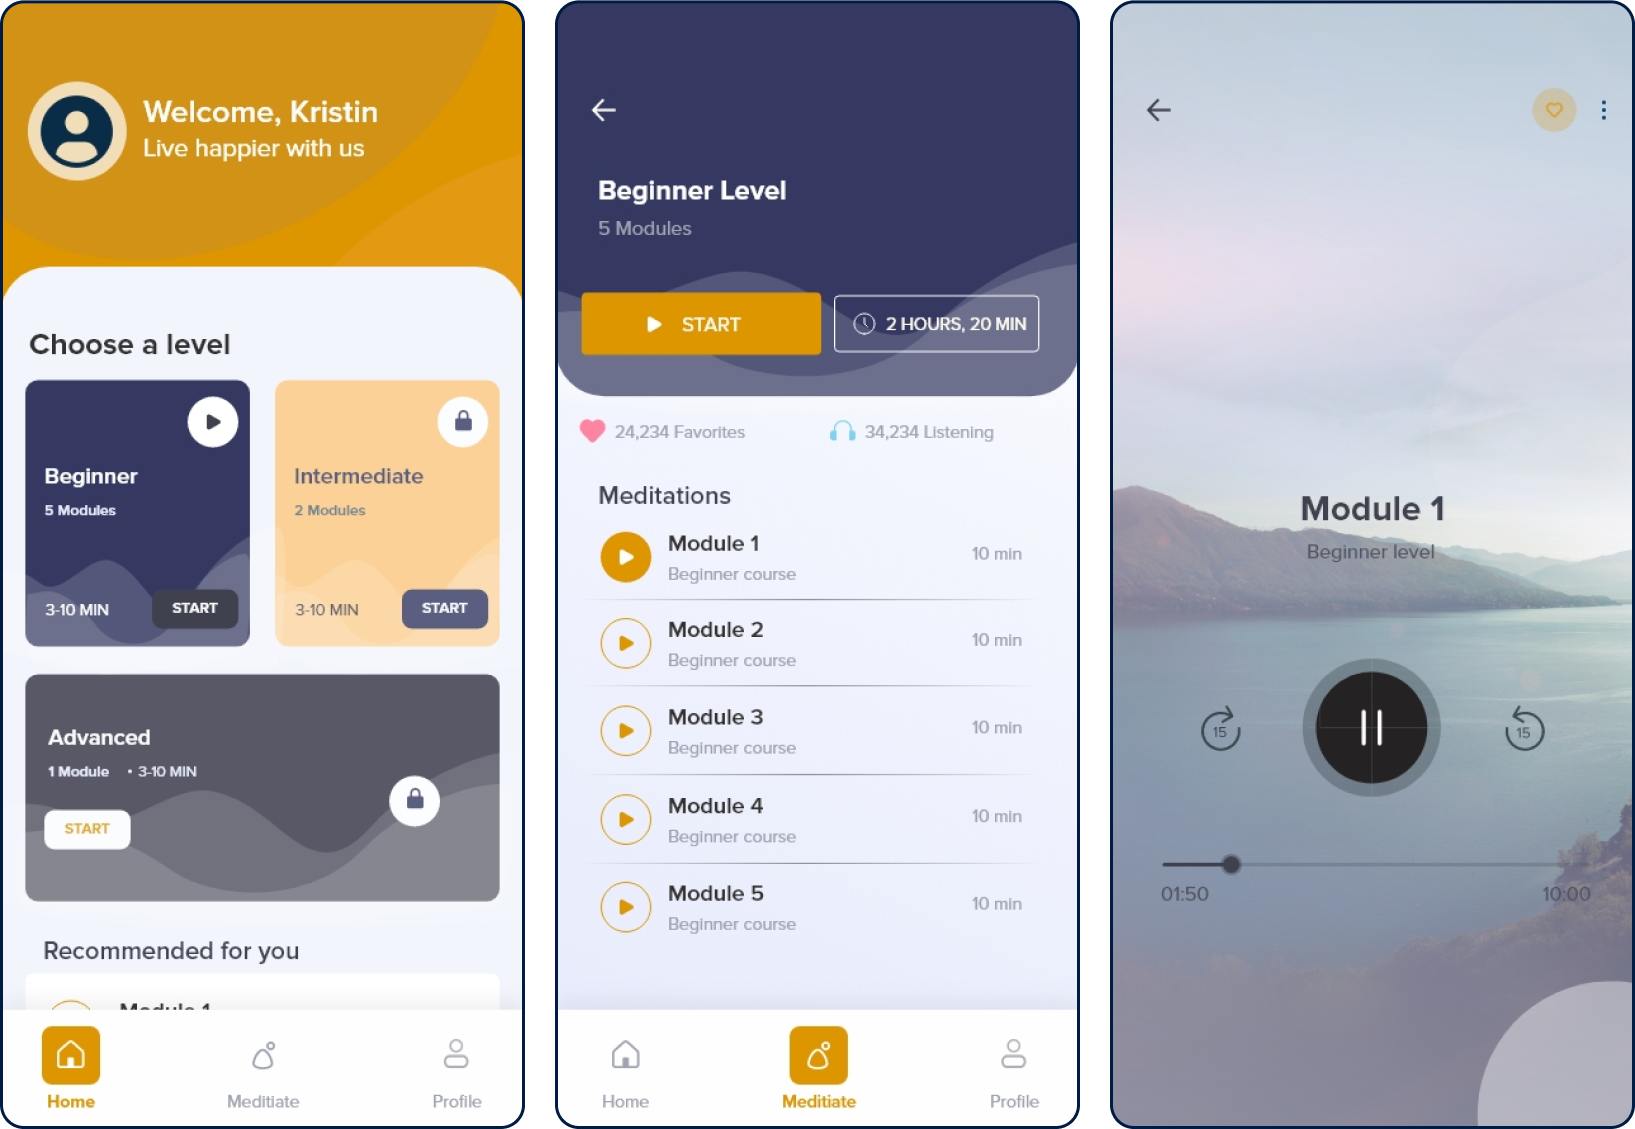 Welcome, Kristin
Live happier with us
Choose a level
Beginner
5 Modules
3-10 MIN
START
Intermediate
2 Modules
3-10 MIN
START
Advanced
1 Module • 3-10 MIN
START
Recommended for you
Module 1
Home
Meditiate
Profile
Beginner Level
5 Modules
START
2 HOURS, 20 MIN
24,234 Favorites
34,234 Listening
Meditations
Module 1
10 min
Beginner course
Module 2
10 min
Beginner course
Module 3
10 min
Beginner course
Module 4
10 min
Beginner course
Module 5
10 min
Beginner course
Home
Meditiate
Profile
Module 1
Beginner level
15
15
01:50
10:00